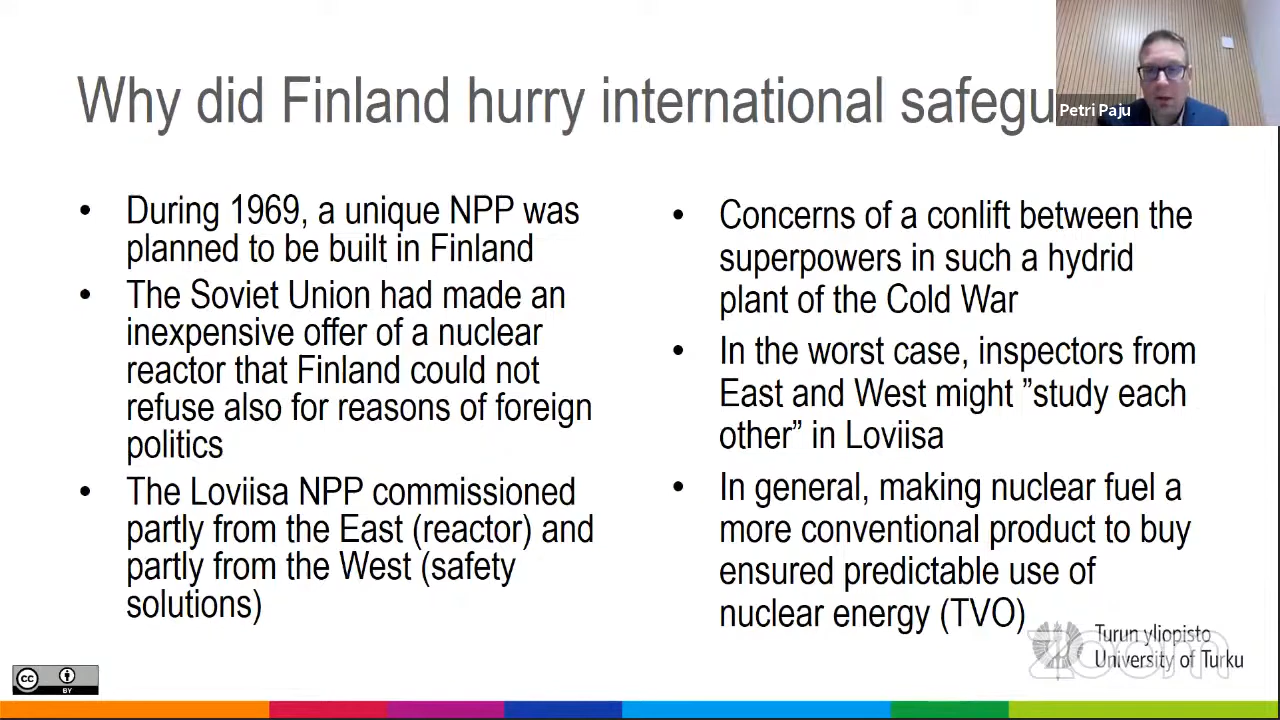 Why did Finland hurry international safegu
Petri Paju
• During 1969, a unique NPP was
planned to be built in Finland
• The Soviet Union had made an
inexpensive offer of a nuclear
reactor that Finland could not
refuse also for reasons of foreign
politics
• The Loviisa NPP commissioned
partly from the East (reactor) and
partly from the West (safety
solutions)
• Concerns of a conlift between the
superpowers in such a hydrid
plant of the Cold War
• In the worst case, inspectors from
East and West might ”study each
other” in Loviisa
• In general, making nuclear fuel a
more conventional product to buy
ensured predictable use of
nuclear energy (TVO)
Turun yliopisto
University of Turku
zoom
cc
BY